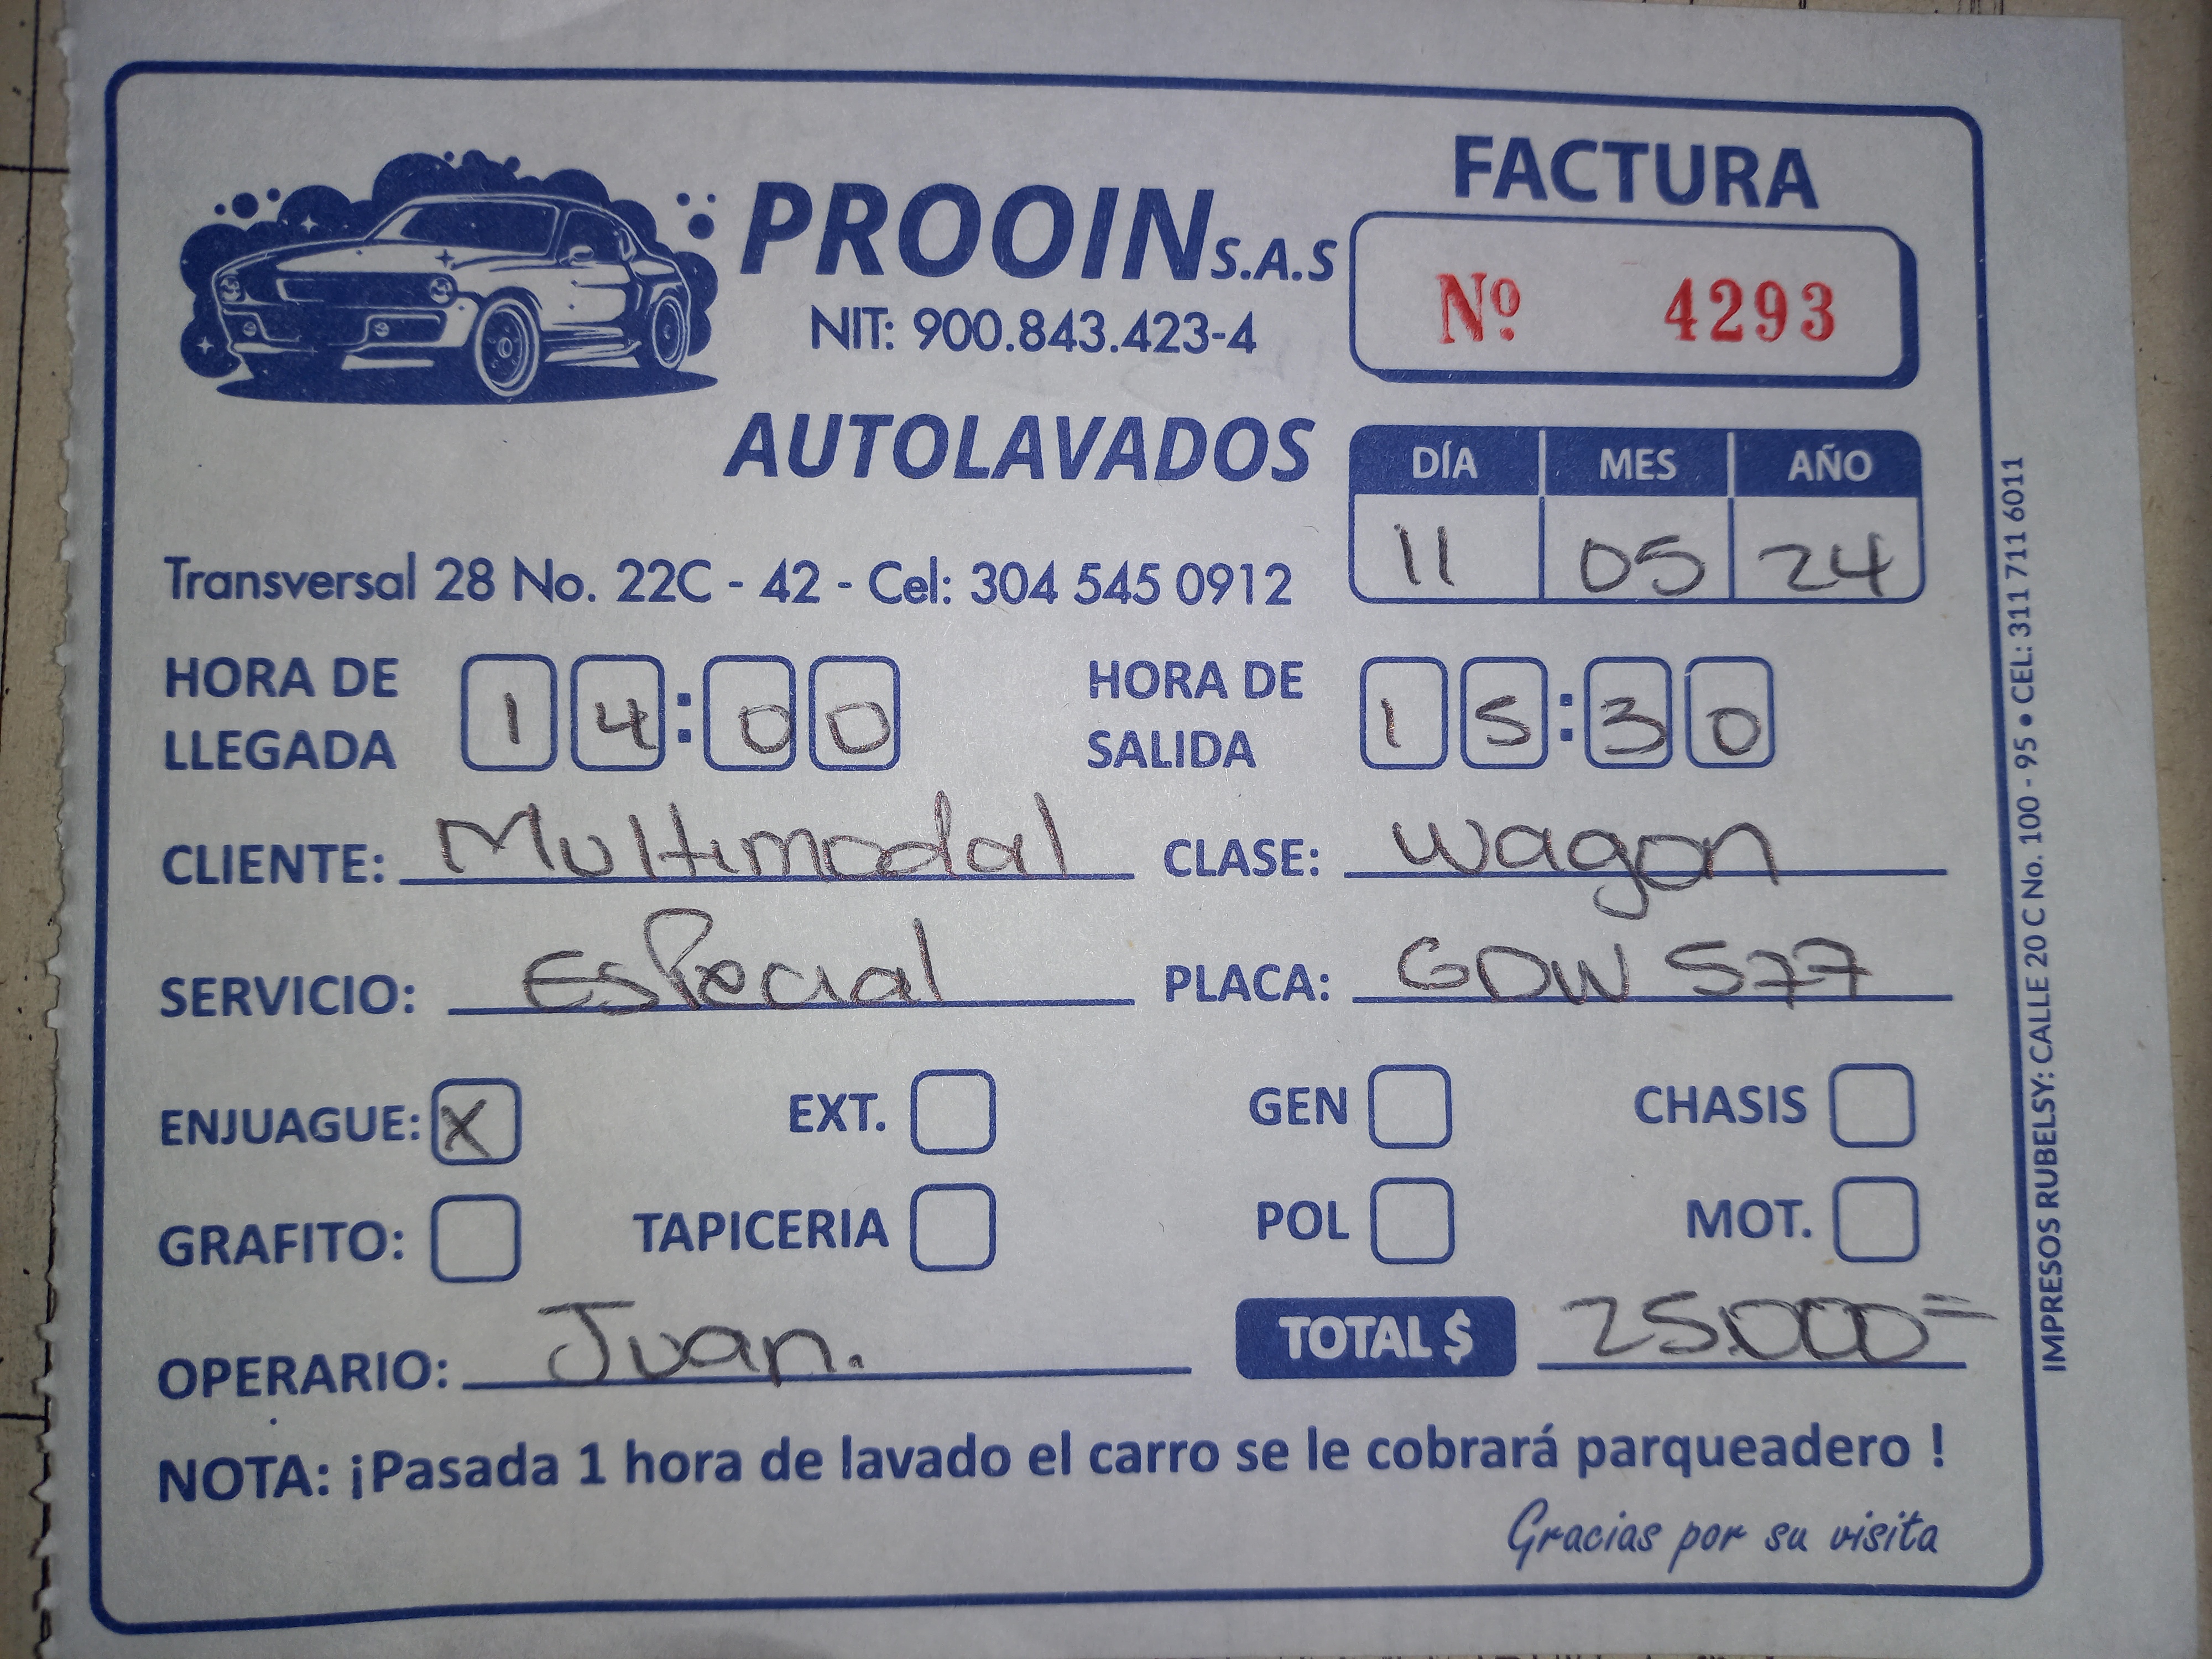 FACTURA
PROOIN S.A.S
Nº 4293
NIT: 900.843.423-4
AUTOLAVADOS
DÍA MES AÑO
11 05 24
Transversal 28 No. 22C - 42 - Cel: 304 545 0912
HORA DE LLEGADA 14:00 HORA DE SALIDA 15:30
CLIENTE: Multimodal CLASE: wagon
SERVICIO: EsPecial PLACA: GDW 577
ENJUAGUE: X EXT. GEN CHASIS
GRAFITO: TAPICERIA POL MOT.
OPERARIO: Juan. TOTAL $ 25.000=
NOTA: ¡Pasada 1 hora de lavado el carro se le cobrará parqueadero !
Gracias por su visita
IMPRESOS RUBELSY: CALLE 20 C No. 100 - 95 • CEL: 311 711 6011